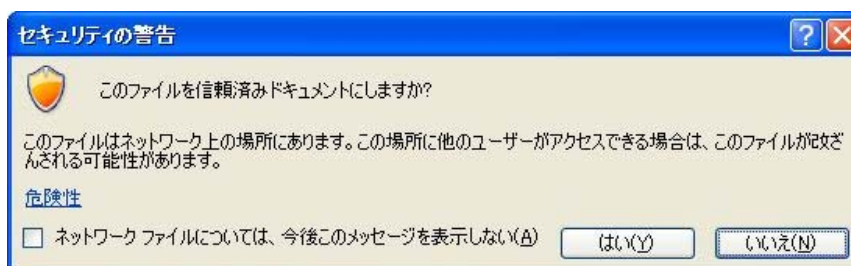 セキュリティの警告
このファイルを信頼済みドキュメントにしますか?
このファイルはネットワーク上の場所にあります。この場所に他のユーザーがアクセスできる場合は、このファイルが改ざ
んされる可能性があります。
危険性
ネットワーク ファイルについては、今後このメッセージを表示しない(A)
はい(Y)
いいえ(N)